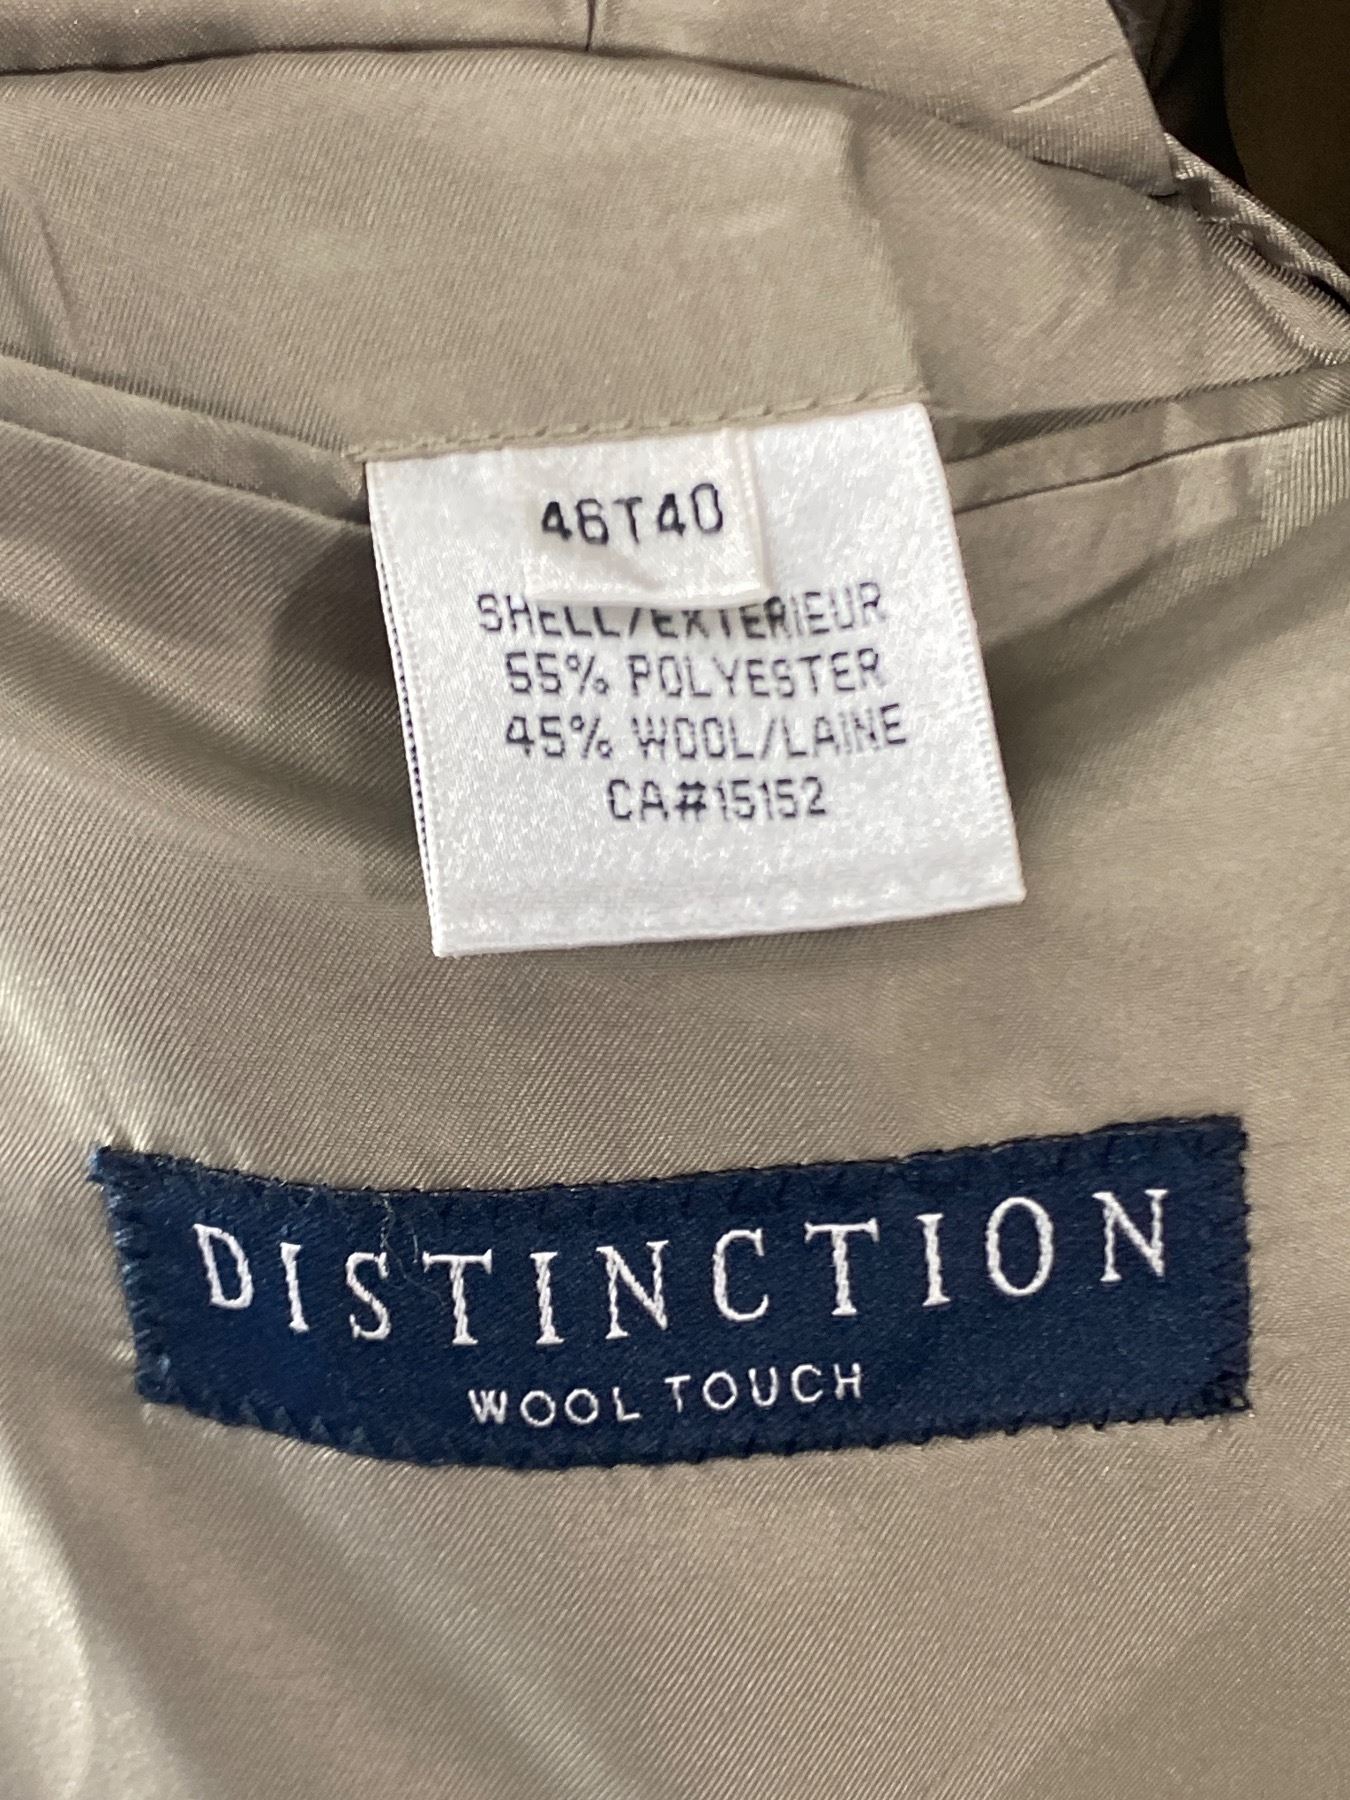 46T40
SHELL/EXTERIEUR
55% POLYESTER
45% WOOL/LAINE
CA#15152
DISTINCTION
WOOL TOUCH